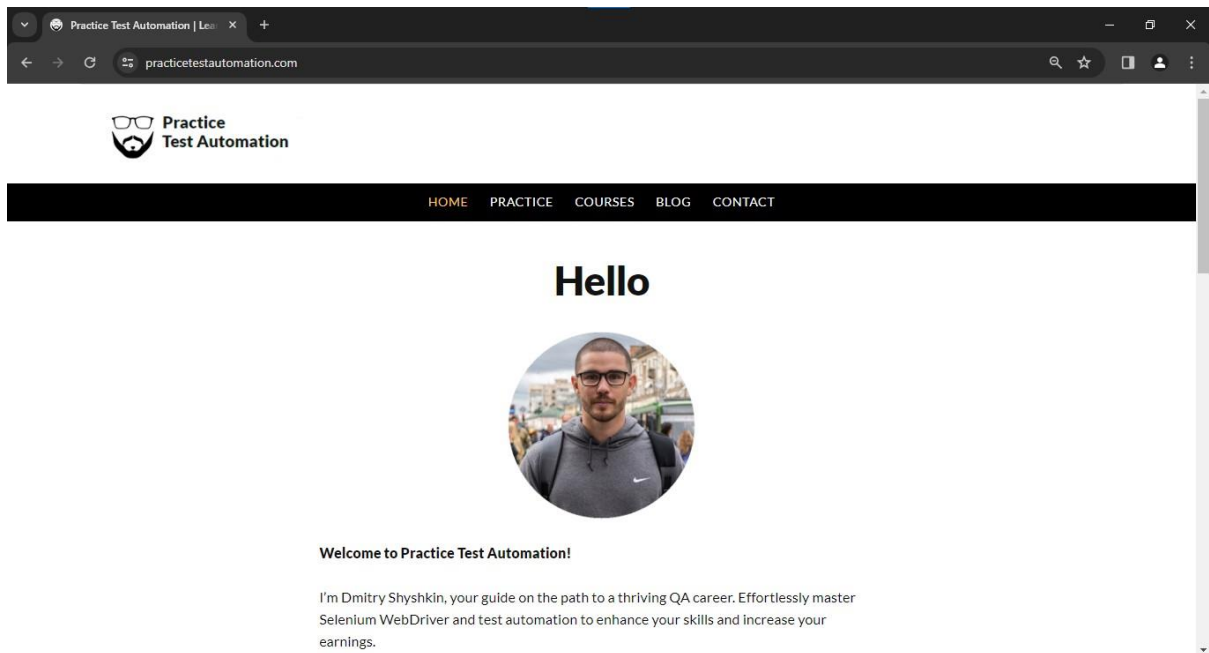 Practice Test Automation | Lea
practicetestautomation.com
Practice
Test Automation
HOME PRACTICE COURSES BLOG CONTACT
Hello
Welcome to Practice Test Automation!
I'm Dmitry Shyshkin, your guide on the path to a thriving QA career. Effortlessly master
Selenium WebDriver and test automation to enhance your skills and increase your
earnings.